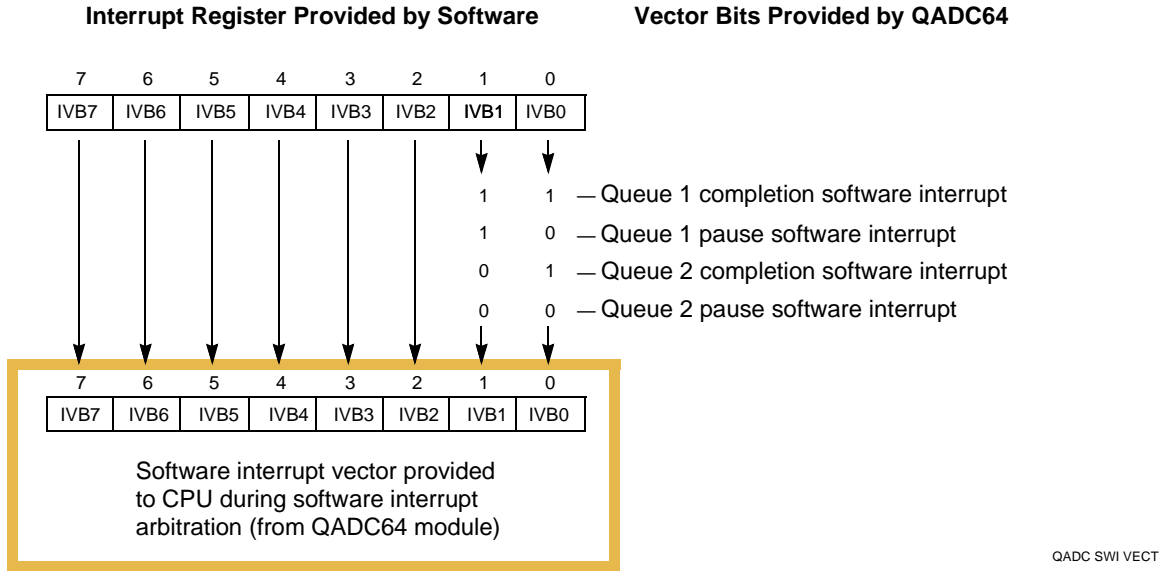 Interrupt Register Provided by Software Vector Bits Provided by QADC64
7 6 5 4 3 2 1 0
IVB7 IVB6 IVB5 IVB4 IVB3 IVB2 IVB1 IVB0
1 1 — Queue 1 completion software interrupt
1 0 — Queue 1 pause software interrupt
0 1 — Queue 2 completion software interrupt
0 0 — Queue 2 pause software interrupt
7 6 5 4 3 2 1 0
IVB7 IVB6 IVB5 IVB4 IVB3 IVB2 IVB1 IVB0
Software interrupt vector provided
to CPU during software interrupt
arbitration (from QADC64 module)
QADC SWI VECT